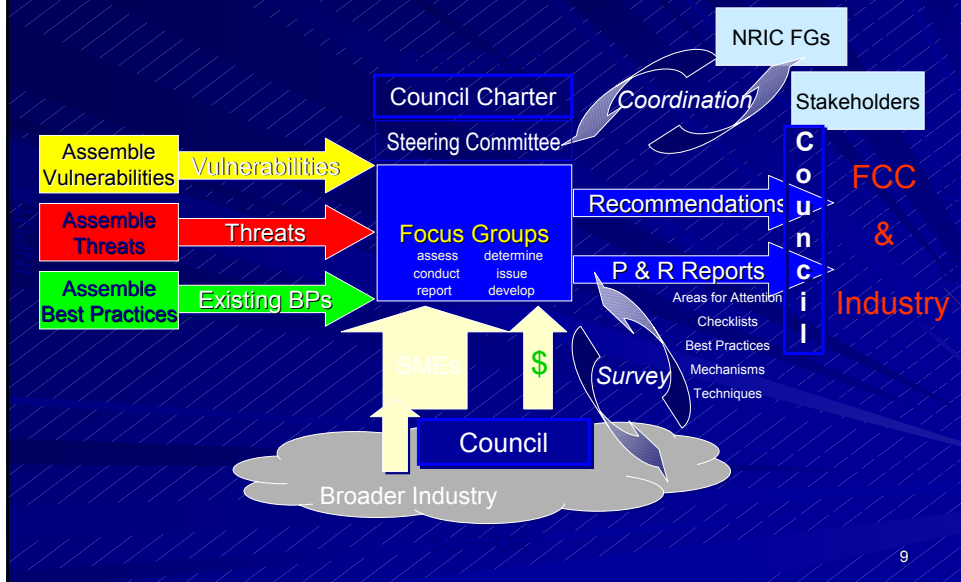 NRIC FGs
Council Charter
Coordination
Stakeholders
Steering Committee
Assemble
Vulnerabilities
Vulnerabilities
Assemble
Threats
Threats
Assemble
Best Practices
Existing BPs
Focus Groups
assess determine
conduct issue
report develop
Recommendations
P & R Reports
Areas for Attention
Checklists
Best Practices
Mechanisms
Techniques
C
o
u
n
c
i
l
FCC
&
Industry
SMEs
$
Survey
Council
Broader Industry
9